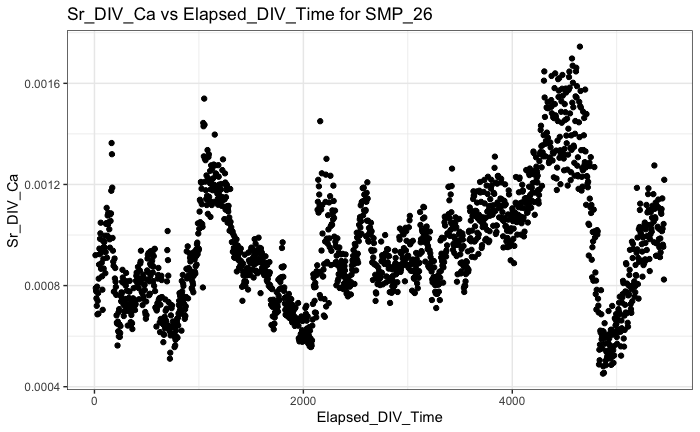 Sr_DIV_Ca vs Elapsed_DIV_Time for SMP_26
0.0016
0.0012
0.0008
0.0004
Sr_DIV_Ca
0
2000
4000
Elapsed_DIV_Time